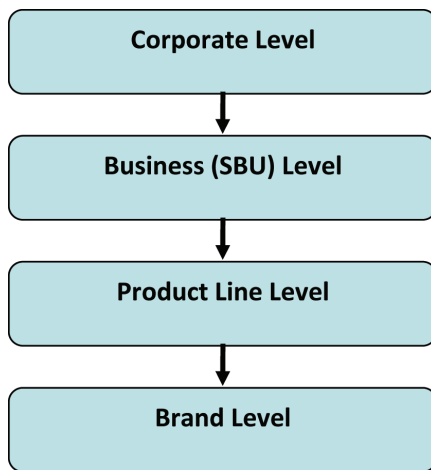 Corporate Level
Business (SBU) Level
Product Line Level
Brand Level